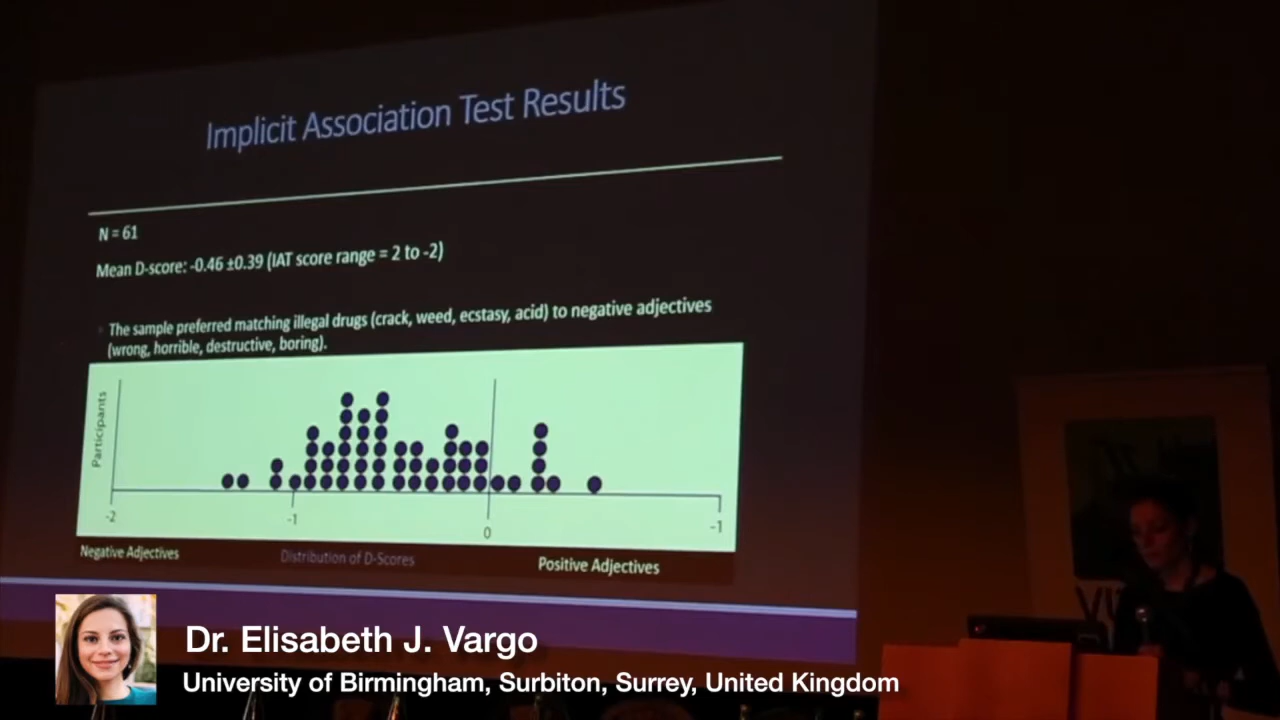 Implicit Association Test Results
N = 61
Mean D-score: -0.46 ±0.39 (IAT score range = 2 to -2)
The sample preferred matching illegal drugs (crack, weed, ecstasy, acid) to negative adjectives
(wrong, horrible, destructive, boring).
Participants
-2
-1
0
-1
Negative Adjectives
Distribution of D-Scores
Positive Adjectives
Dr. Elisabeth J. Vargo
University of Birmingham, Surbiton, Surrey, United Kingdom